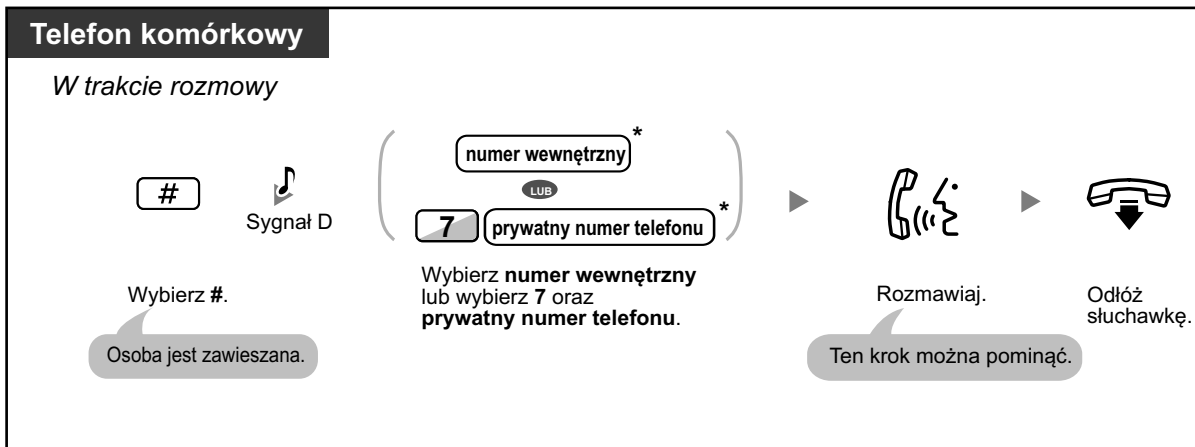 Telefon komórkowy
W trakcie rozmowy
#
Sygnał D
numer wewnętrzny*
LUB
7 prywatny numer telefonu*
Wybierz #.
Osoba jest zawieszana.
Wybierz numer wewnętrzny
lub wybierz 7 oraz
prywatny numer telefonu.
Rozmawiaj.
Ten krok można pominąć.
Odłóż
słuchawkę.